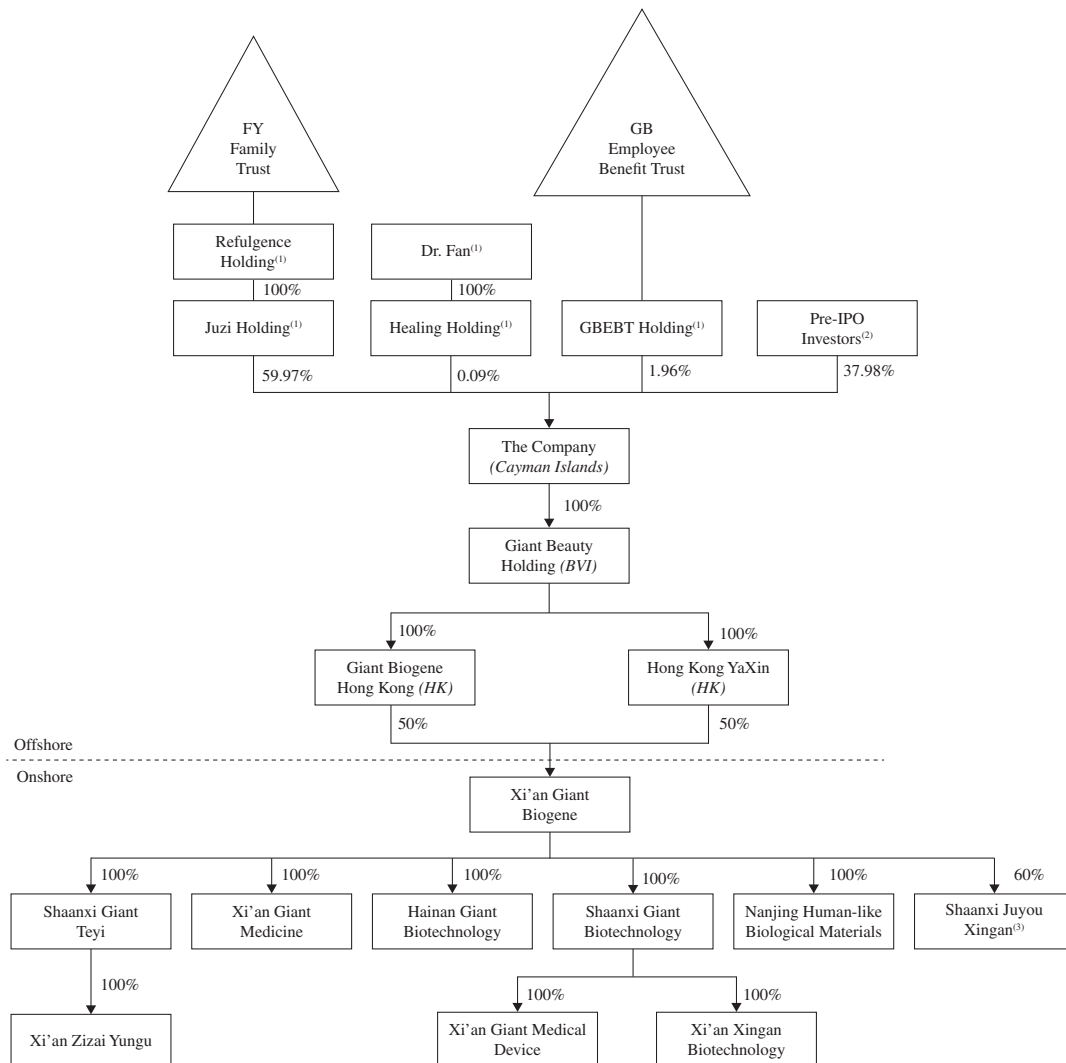 FY
Family
Trust
GB
Employee
Benefit Trust
Refulgence
Holding(1)
Dr. Fan(1)
100%
100%
Juzi Holding(1)
Healing Holding(1)
GBEBT Holding(1)
Pre-IPO
Investors(2)
59.97%
0.09%
1.96%
37.98%
The Company
(Cayman Islands)
100%
Giant Beauty
Holding (BVI)
100%
100%
Giant Biogene
Hong Kong (HK)
Hong Kong YaXin
(HK)
50%
50%
Offshore
Onshore
Xi'an Giant
Biogene
100%
100%
100%
100%
100%
60%
Shaanxi Giant
Teyi
Xi'an Giant
Medicine
Hainan Giant
Biotechnology
Shaanxi Giant
Biotechnology
Nanjing Human-like
Biological Materials
Shaanxi Juyou
Xingan(3)
100%
100%
100%
Xi'an Zizai Yungu
Xi'an Giant Medical
Device
Xi'an Xingan
Biotechnology